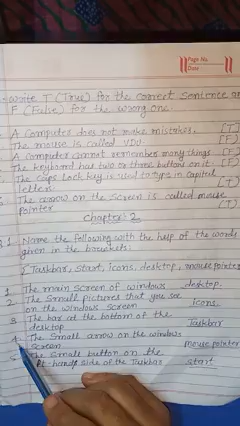 Page No.
Date
Write T (True) for the correct sentence or
F (False) for the wrong one.
A computer does not make mistakes. (T)
The mouse is called VDU. (F)
A computer cannot remember many things. (F)
The keyboard has two or three buttons on it. (F)
The Caps Lock key is used to type in capital
letters. (T)
The arrow on the screen is called mouse
pointer (T)
Chapter-2
1 Name the following with the help of the words
given in the brackets:
[Taskbar, start, icons, desktop, mouse pointer
1 The main screen of windows desktop.
2 The small pictures that you see
on the windows screen icons.
3 The bar at the bottom of the
desktop Taskbar
4 The small arrow on the windows
screen mouse pointer
The small button on the
hand side of the Taskbar start